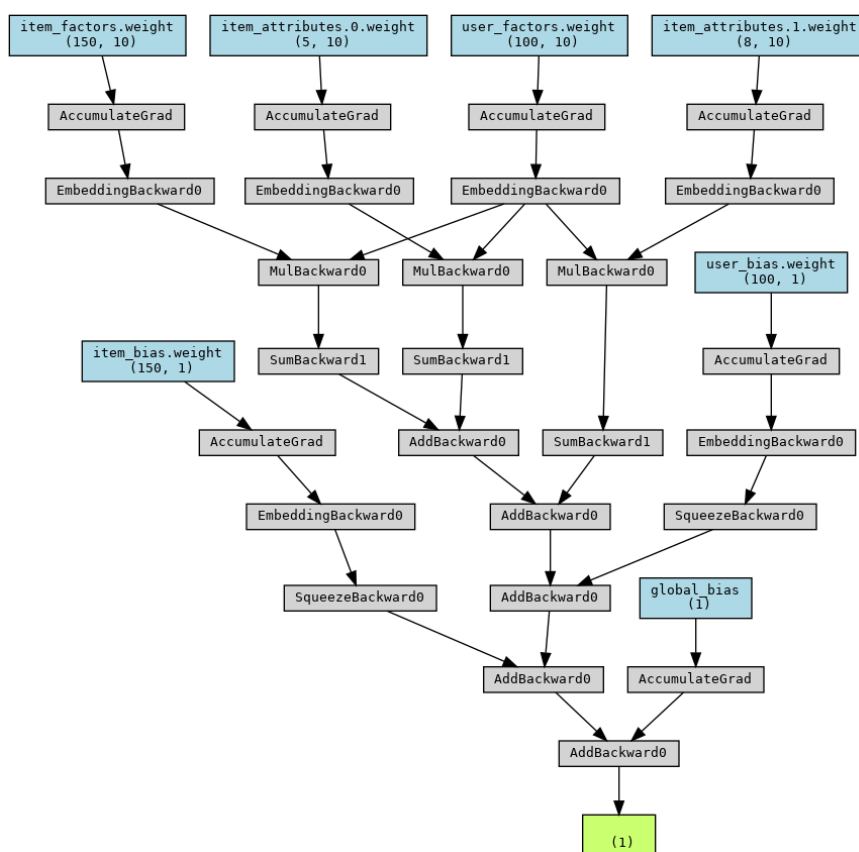 item_factors.weight
(150, 10)
item_attributes.0.weight
(5, 10)
user_factors.weight
(100, 10)
item_attributes.1.weight
(8, 10)
AccumulateGrad
AccumulateGrad
AccumulateGrad
AccumulateGrad
EmbeddingBackward0
EmbeddingBackward0
EmbeddingBackward0
EmbeddingBackward0
MulBackward0
MulBackward0
MulBackward0
user_bias.weight
(100, 1)
item_bias.weight
(150, 1)
SumBackward1
SumBackward1
AccumulateGrad
AccumulateGrad
AddBackward0
SumBackward1
EmbeddingBackward0
EmbeddingBackward0
AddBackward0
SqueezeBackward0
SqueezeBackward0
AddBackward0
global_bias
(1)
AddBackward0
AccumulateGrad
AddBackward0
(1)